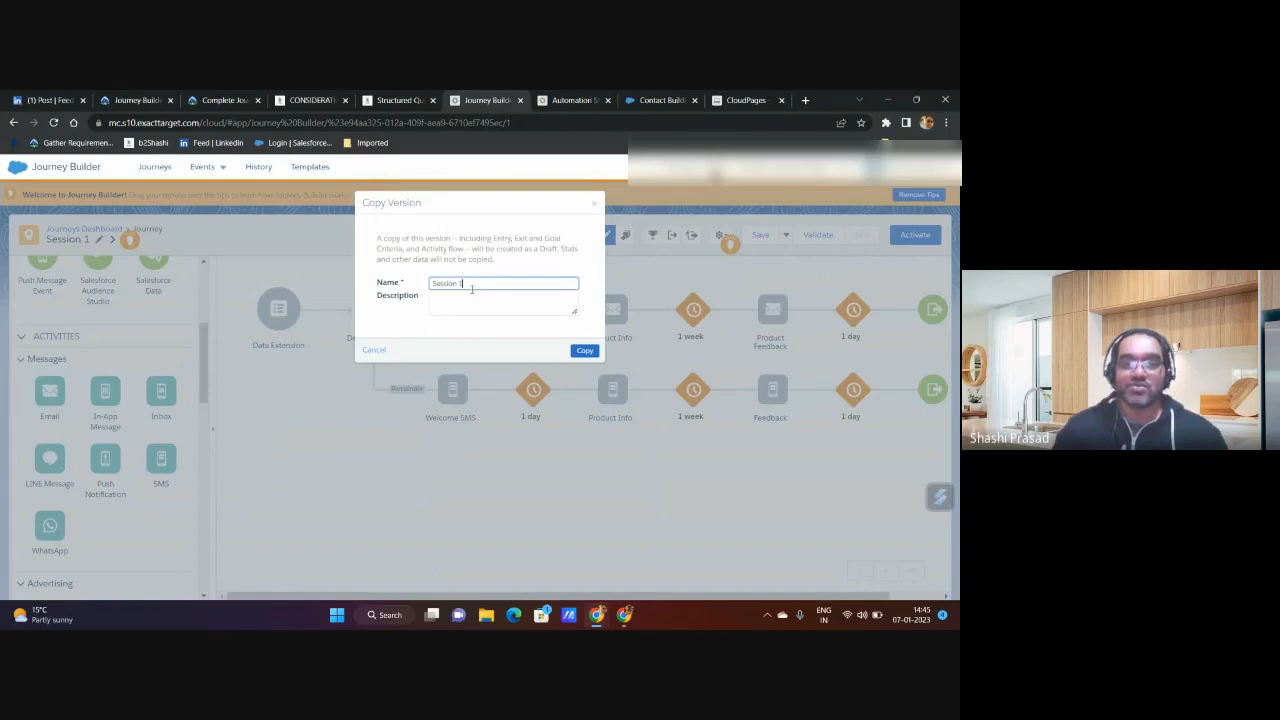 (1) Post | Feed
Journey Build
Complete Jou
CONSIDERATI
Structured Qu
Journey Builde
Automation S
Contact Builde
CloudPages
mc.s10.exacttarget.com/cloud/#app/Journey%20Builder/%23e94aa325-012a-409f-aea9-6710ef7495ec/1
Gather Requiremen...
b2Shashi
Feed | LinkedIn
Login | Salesforce...
Imported
Journey Builder
Journeys
Events
History
Templates
Welcome to Journey Builder!
Remove Tips
Journeys Dashboard > Journey
Session 1
Save
Validate
Test
Activate
Copy Version
A copy of this version -- Including Entry, Exit and Goal
Criteria, and Activity flow -- will be created as a Draft. Stats
and other data will not be copied.
Name *
Session 1
Description
Cancel
Copy
Push Message
Event
Salesforce
Audience
Studio
Salesforce
Data
ACTIVITIES
Messages
Email
In-App
Message
Inbox
LINE Message
Push
Notification
SMS
WhatsApp
Advertising
Data Extension
De
Product Info
1 week
Product
Feedback
1 day
Remainder
Welcome SMS
1 day
Product Info
1 week
Feedback
1 day
Shashi Prasad
15°C
Partly sunny
Search
ENG
IN
14:45
07-01-2023
4